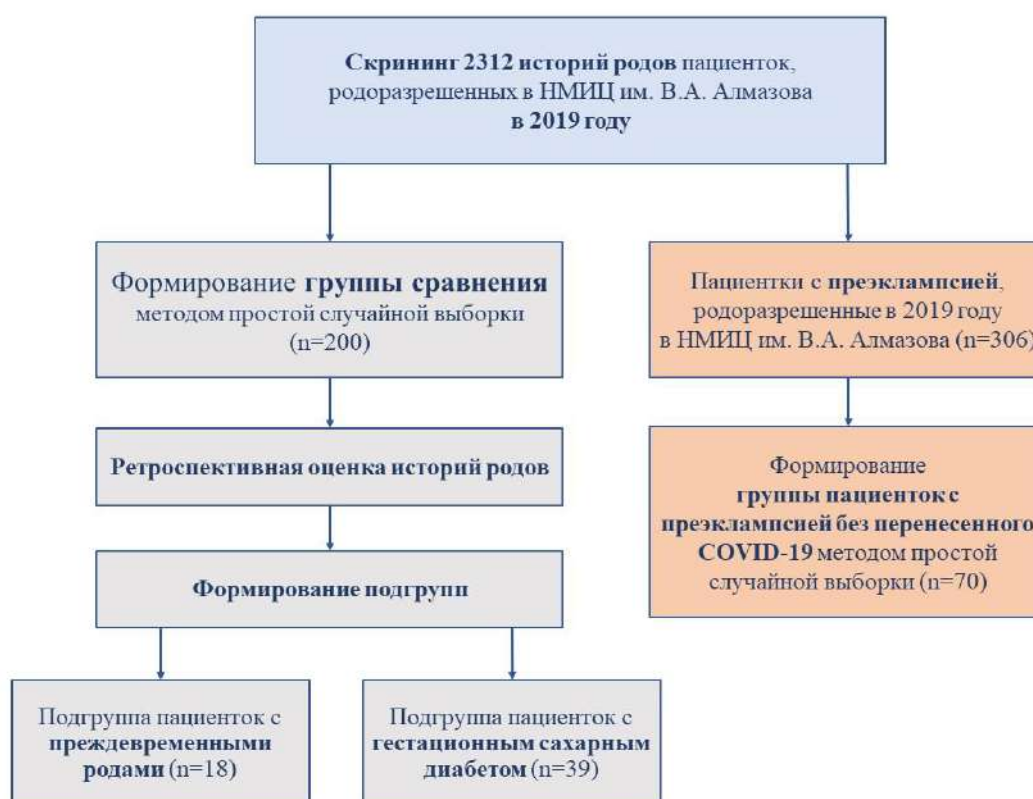 Скрининг 2312 историй родов пациенток,
родоразрешенных в НМИЦ им. В.А. Алмазова
в 2019 году
Формирование группы сравнения
методом простой случайной выборки
(n=200)
Ретроспективная оценка историй родов
Формирование подгрупп
Подгруппа пациенток с
преждевременными
родами (n=18)
Подгруппа пациенток с
гестационным сахарным
диабетом (n=39)
Пациентки с преэклампсией,
родоразрешенные в 2019 году
в НМИЦ им. В.А. Алмазова (n=306)
Формирование
группы пациенток с
преэклампсией без перенесенного
COVID-19 методом простой
случайной выборки (n=70)